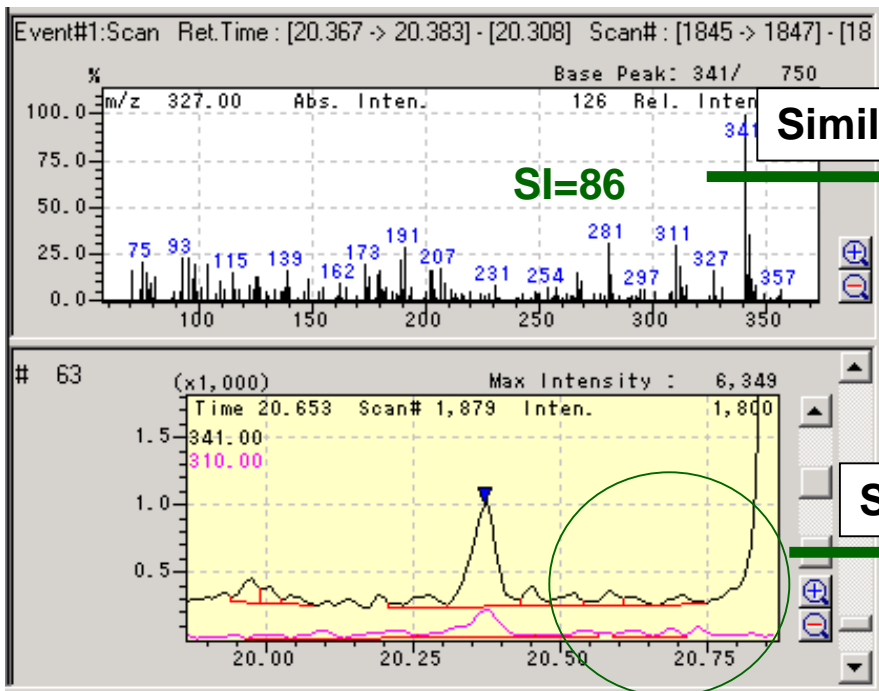 Event#1:Scan Ret.Time : [20.367 -> 20.383] - [20.308] Scan# : [1845 -> 1847] - [18
% Base Peak: 341/ 750
m/z 327.00 Abs. Inten. 126 Rel. Inten
100.0
75.0
50.0
25.0
0.0
341
Simil
SI=86
75 93 115 139 162 173 191 207 231 254 281 297 311 327 357
100 150 200 250 300 350
# 63
(x1,000) Max Intensity : 6,349
Time 20.653 Scan# 1,879 Inten. 1,800
341.00
310.00
1.5
1.0
0.5
S
20.00 20.25 20.50 20.75